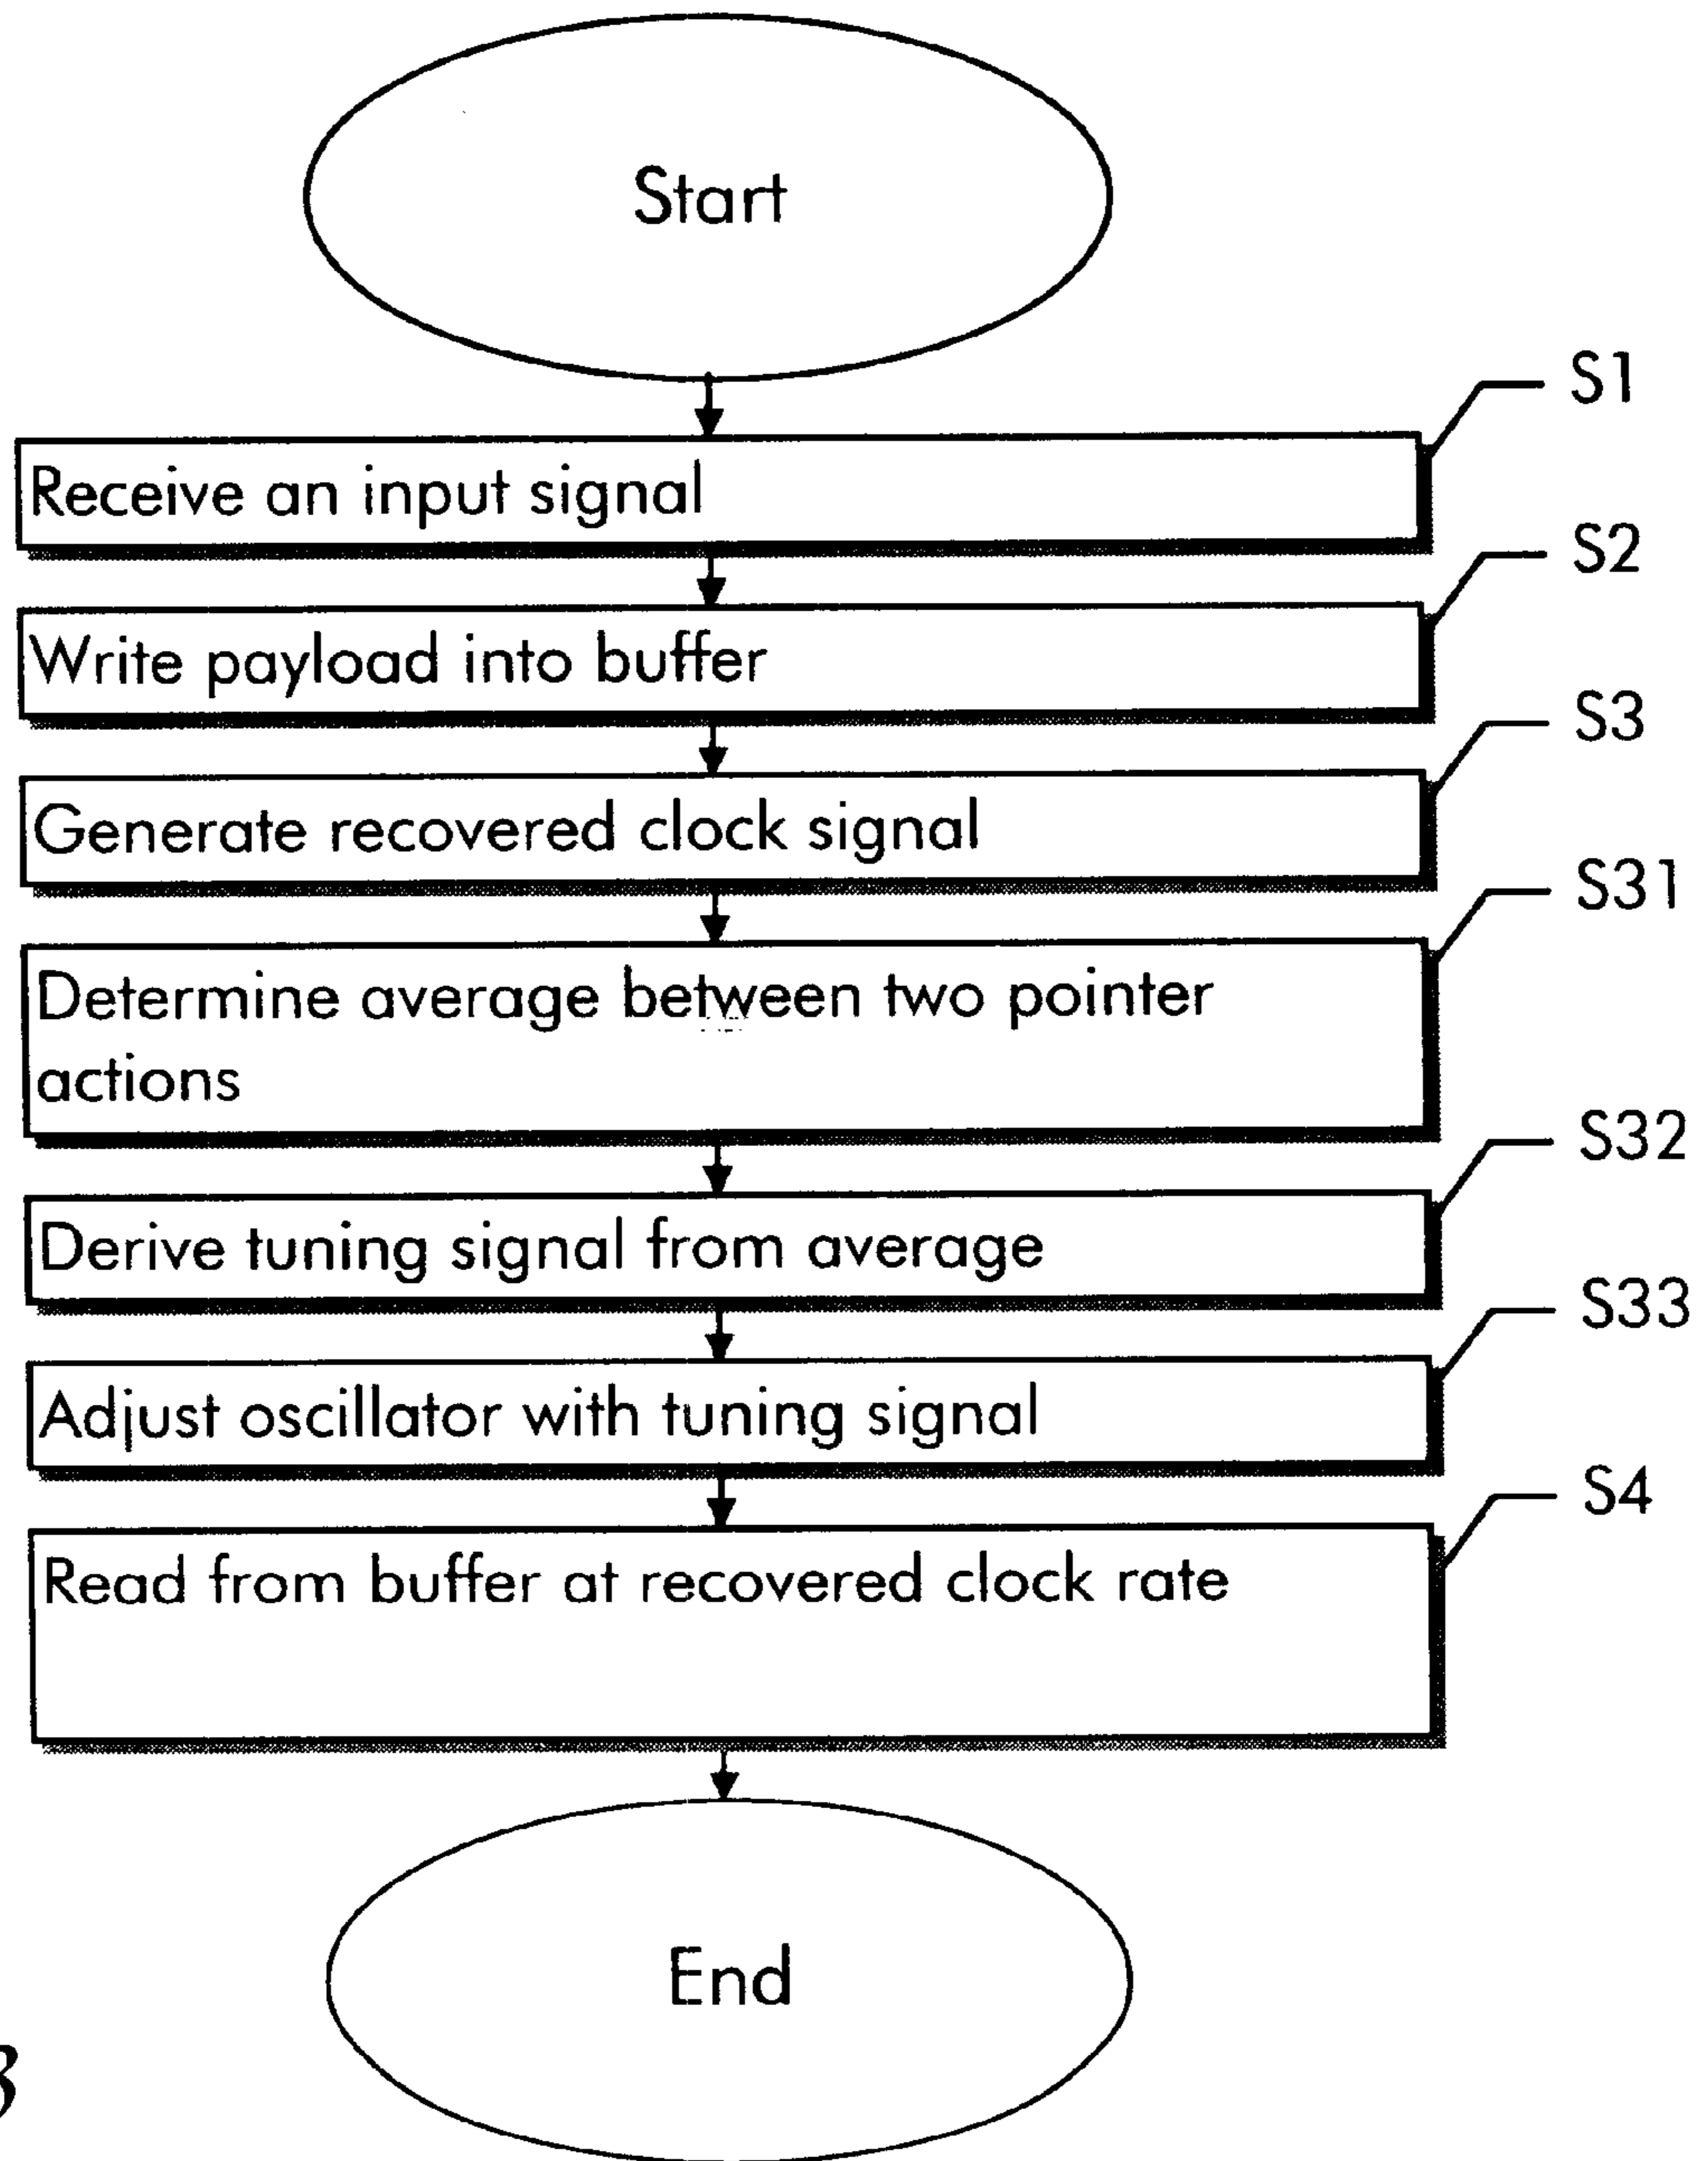 Start
S1
Receive an input signal
S2
Write payload into buffer
S3
Generate recovered clock signal
S31
Determine average between two pointer
actions
S32
Derive tuning signal from average
S33
Adjust oscillator with tuning signal
S4
Read from buffer at recovered clock rate
End